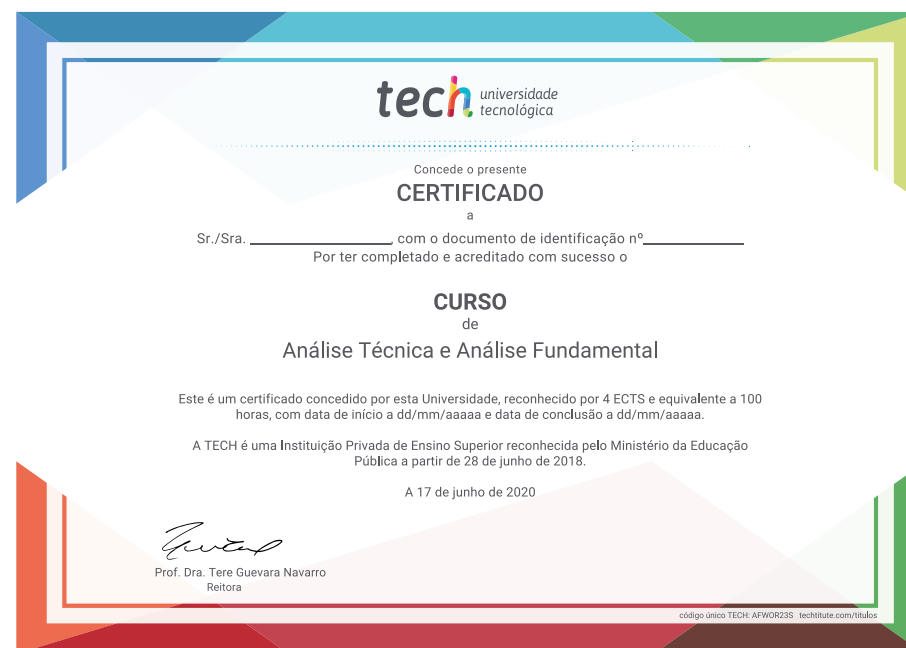 tech universidade
tecnológica
Concede o presente
CERTIFICADO
a
Sr./Sra. ____________________, com o documento de identificação nº______________
Por ter completado e acreditado com sucesso o
CURSO
de
Análise Técnica e Análise Fundamental
Este é um certificado concedido por esta Universidade, reconhecido por 4 ECTS e equivalente a 100
horas, com data de início a dd/mm/aaaaa e data de conclusão a dd/mm/aaaaa.
A TECH é uma Instituição Privada de Ensino Superior reconhecida pelo Ministério da Educação
Pública a partir de 28 de junho de 2018.
A 17 de junho de 2020
Prof. Dra. Tere Guevara Navarro
Reitora
código único TECH: AFWOR23S techtitute.com/titulos